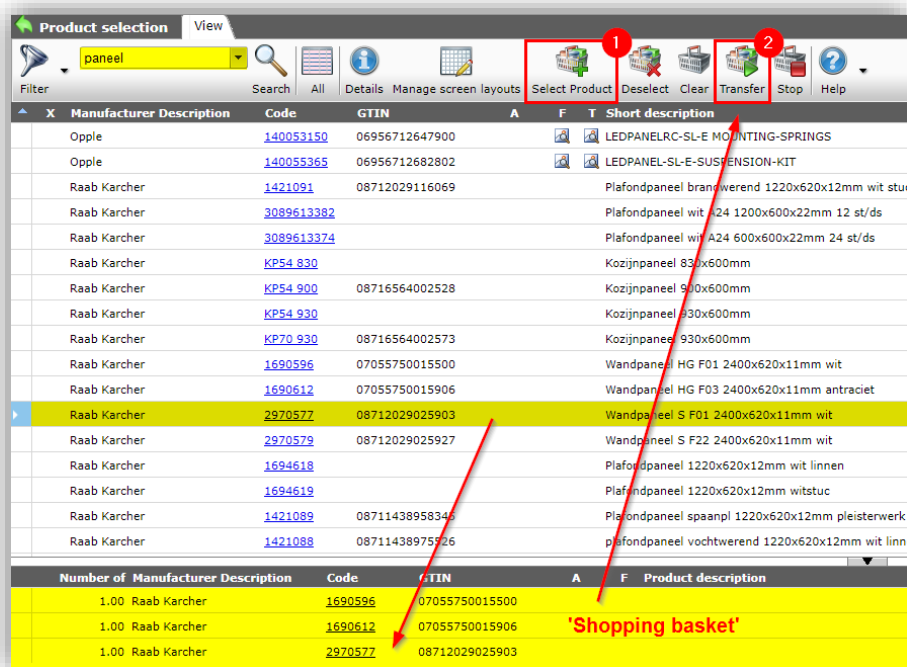 Product selection View
paneel
1
2
Filter Search All Details Manage screen layouts Select Product Deselect Clear Transfer Stop Help
X Manufacturer Description Code GTIN A F T Short description
Opple 140053150 06956712647900 LEDPANELRC-SL-E MOUNTING-SPRINGS
Opple 140055365 06956712682802 LEDPANEL-SL-E-SUSPENSION-KIT
Raab Karcher 1421091 08712029116069 Plafondpaneel brandwerend 1220x620x12mm wit stuc
Raab Karcher 3089613382 Plafondpaneel wit A24 1200x600x22mm 12 st/ds
Raab Karcher 3089613374 Plafondpaneel wit A24 600x600x22mm 24 st/ds
Raab Karcher KP54 830 Kozijnpaneel 830x600mm
Raab Karcher KP54 900 08716564002528 Kozijnpaneel 900x600mm
Raab Karcher KP54 930 Kozijnpaneel 930x600mm
Raab Karcher KP70 930 08716564002573 Kozijnpaneel 930x600mm
Raab Karcher 1690596 07055750015500 Wandpaneel HG F01 2400x620x11mm wit
Raab Karcher 1690612 07055750015906 Wandpaneel HG F03 2400x620x11mm antraciet
Raab Karcher 2970577 08712029025903 Wandpaneel S F01 2400x620x11mm wit
Raab Karcher 2970579 08712029025927 Wandpaneel S F22 2400x620x11mm wit
Raab Karcher 1694618 Plafondpaneel 1220x620x12mm wit linnen
Raab Karcher 1694619 Plafondpaneel 1220x620x12mm witstuc
Raab Karcher 1421089 08711438958345 Plafondpaneel spaanpl 1220x620x12mm pleisterwerk
Raab Karcher 1421088 08711438975526 plafondpaneel vochtwerend 1220x620x12mm wit linn
Number of Manufacturer Description Code GTIN A F Product description
1.00 Raab Karcher 1690596 07055750015500
1.00 Raab Karcher 1690612 07055750015906
'Shopping basket'
1.00 Raab Karcher 2970577 08712029025903